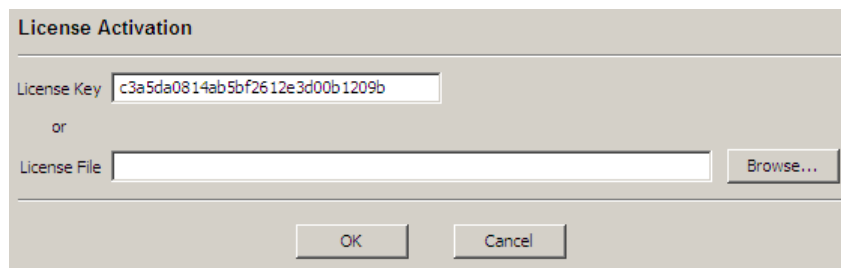 License Activation
License Key c3a5da0814ab5bf2612e3d00b1209b
or
License File Browse...
OK Cancel